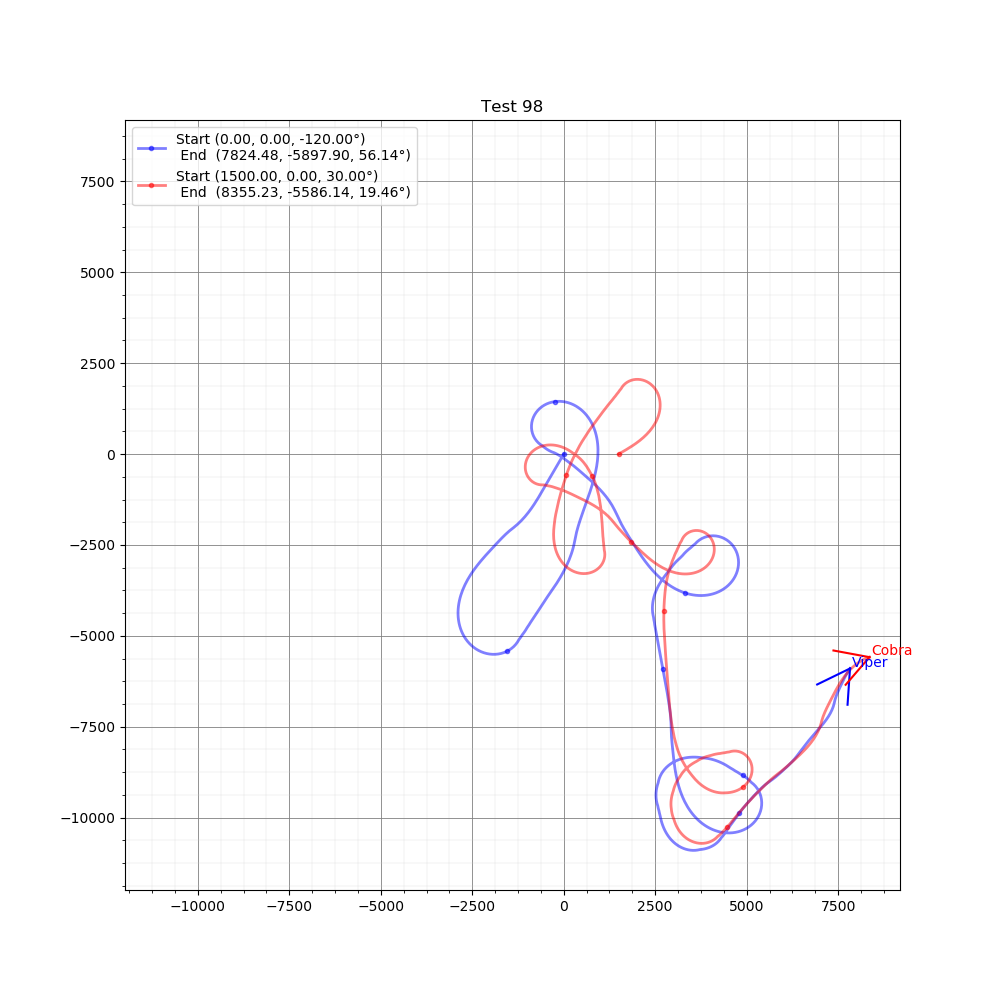 Test 98
Start (0.00, 0.00, -120.00°)
End  (7824.48, -5897.90, 56.14°)
Start (1500.00, 0.00, 30.00°)
End  (8355.23, -5586.14, 19.46°)
7500
5000
2500
0
−2500
−5000
−7500
−10000
Cobra
Viper
−10000
−7500
−5000
−2500
0
2500
5000
7500